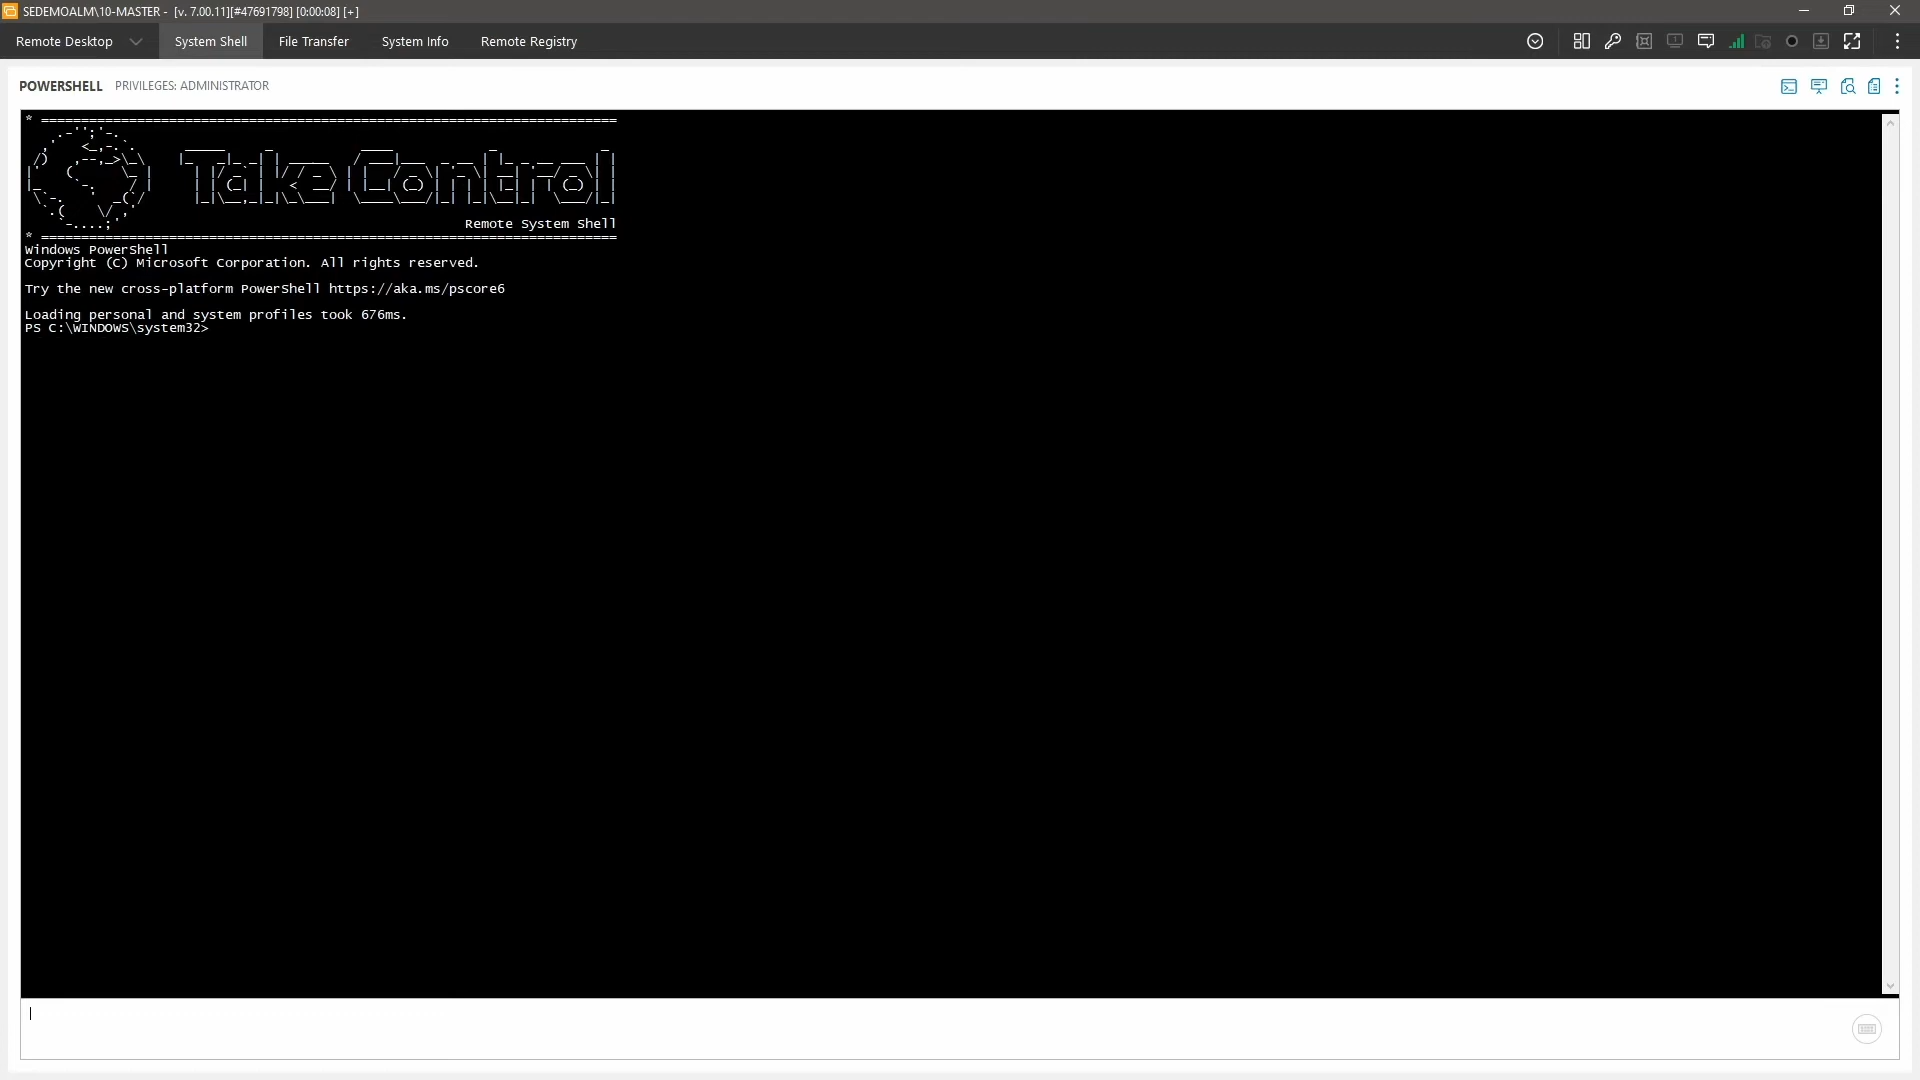 SEDEMOALM\10-MASTER - [v. 7.00.11][#47691798] [0:00:08] [+]
Remote Desktop System Shell File Transfer System Info Remote Registry
POWERSHELL PRIVILEGES: ADMINISTRATOR
* ========================================================================
Take Control
Remote System Shell
* ========================================================================
Windows PowerShell
Copyright (C) Microsoft Corporation. All rights reserved.
Try the new cross-platform PowerShell https://aka.ms/pscore6
Loading personal and system profiles took 676ms.
PS C:\WINDOWS\system32>